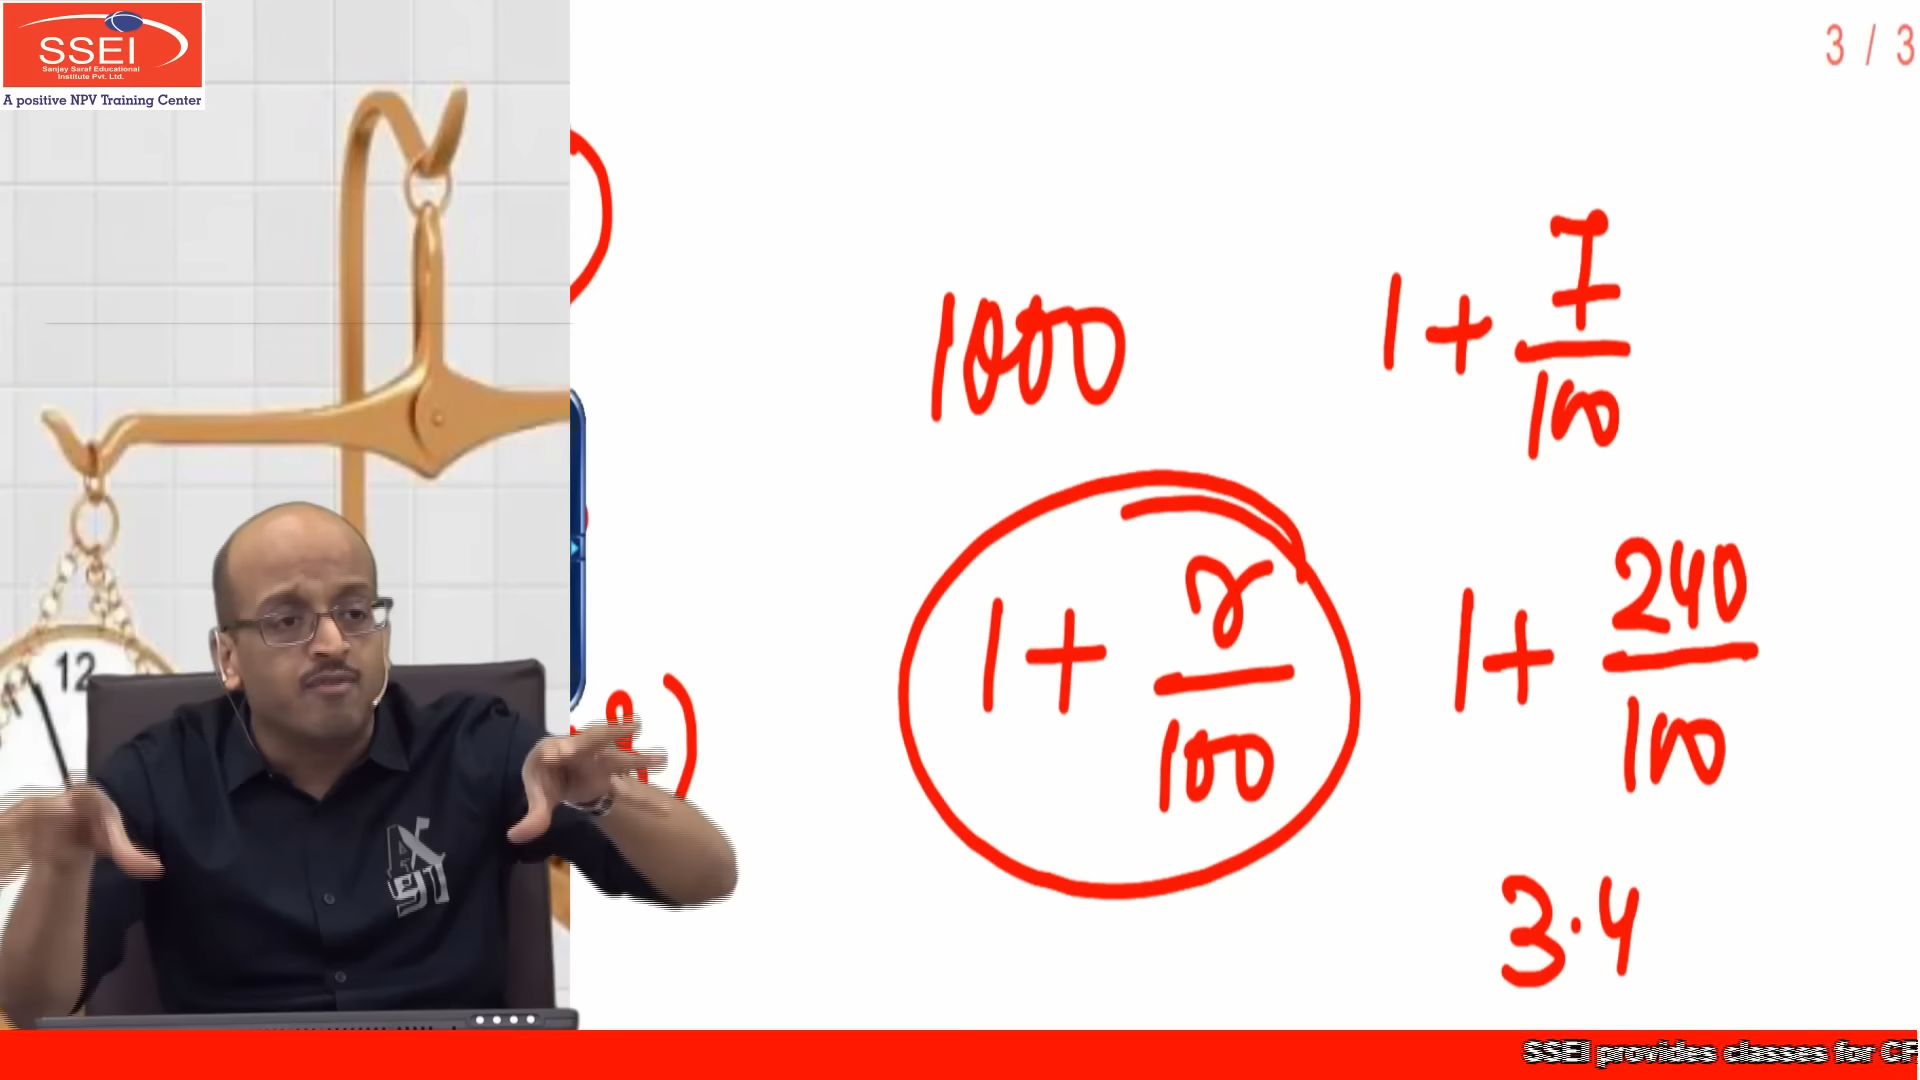 SSEI
Sanjay Saraf Educational
Institute Pvt. Ltd.
A positive NPV Training Center
3 / 3
12
1000
1 + 7/100
1 + r/100
1 + 240/100
3.4
SSEI provides classes for CF